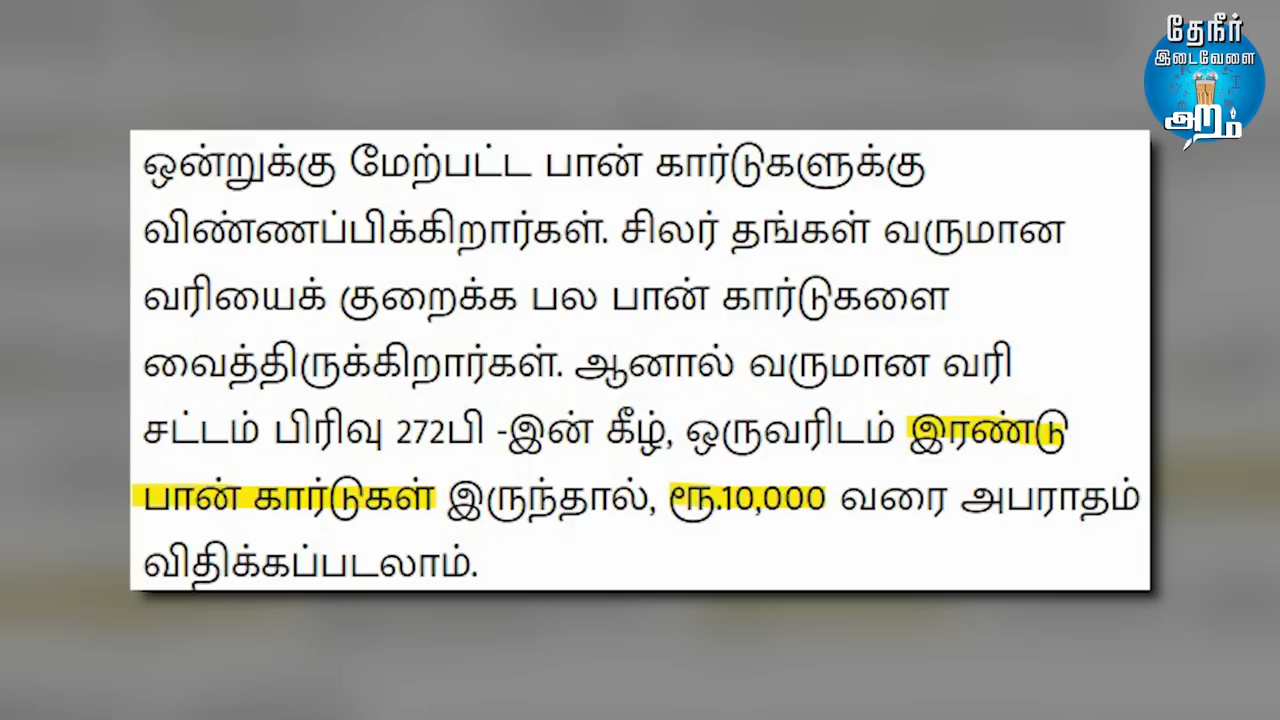 தேநீர்
இடைவேளை
அறம்
ஒன்றுக்கு மேற்பட்ட பான் கார்டுகளுக்கு
விண்ணப்பிக்கிறார்கள். சிலர் தங்கள் வருமான
வரியைக் குறைக்க பல பான் கார்டுகளை
வைத்திருக்கிறார்கள். ஆனால் வருமான வரி
சட்டம் பிரிவு 272பி -இன் கீழ், ஒருவரிடம் இரண்டு
பான் கார்டுகள் இருந்தால், ரூ.10,000 வரை அபராதம்
விதிக்கப்படலாம்.